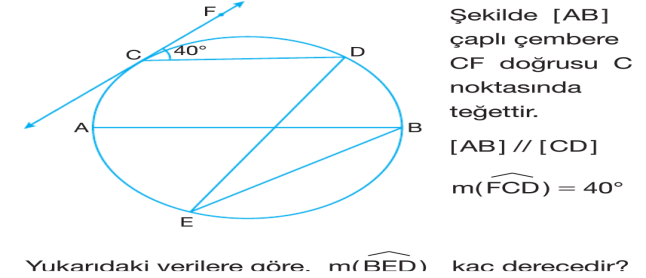 F
C
40°
D
A
B
E
Şekilde [AB]
çaplı çembere
CF doğrusu C
noktasında
teğettir.
[AB] // [CD]
m(FCD) = 40°
Yukarıdaki verilere göre, m(BED) kaç derecedir?